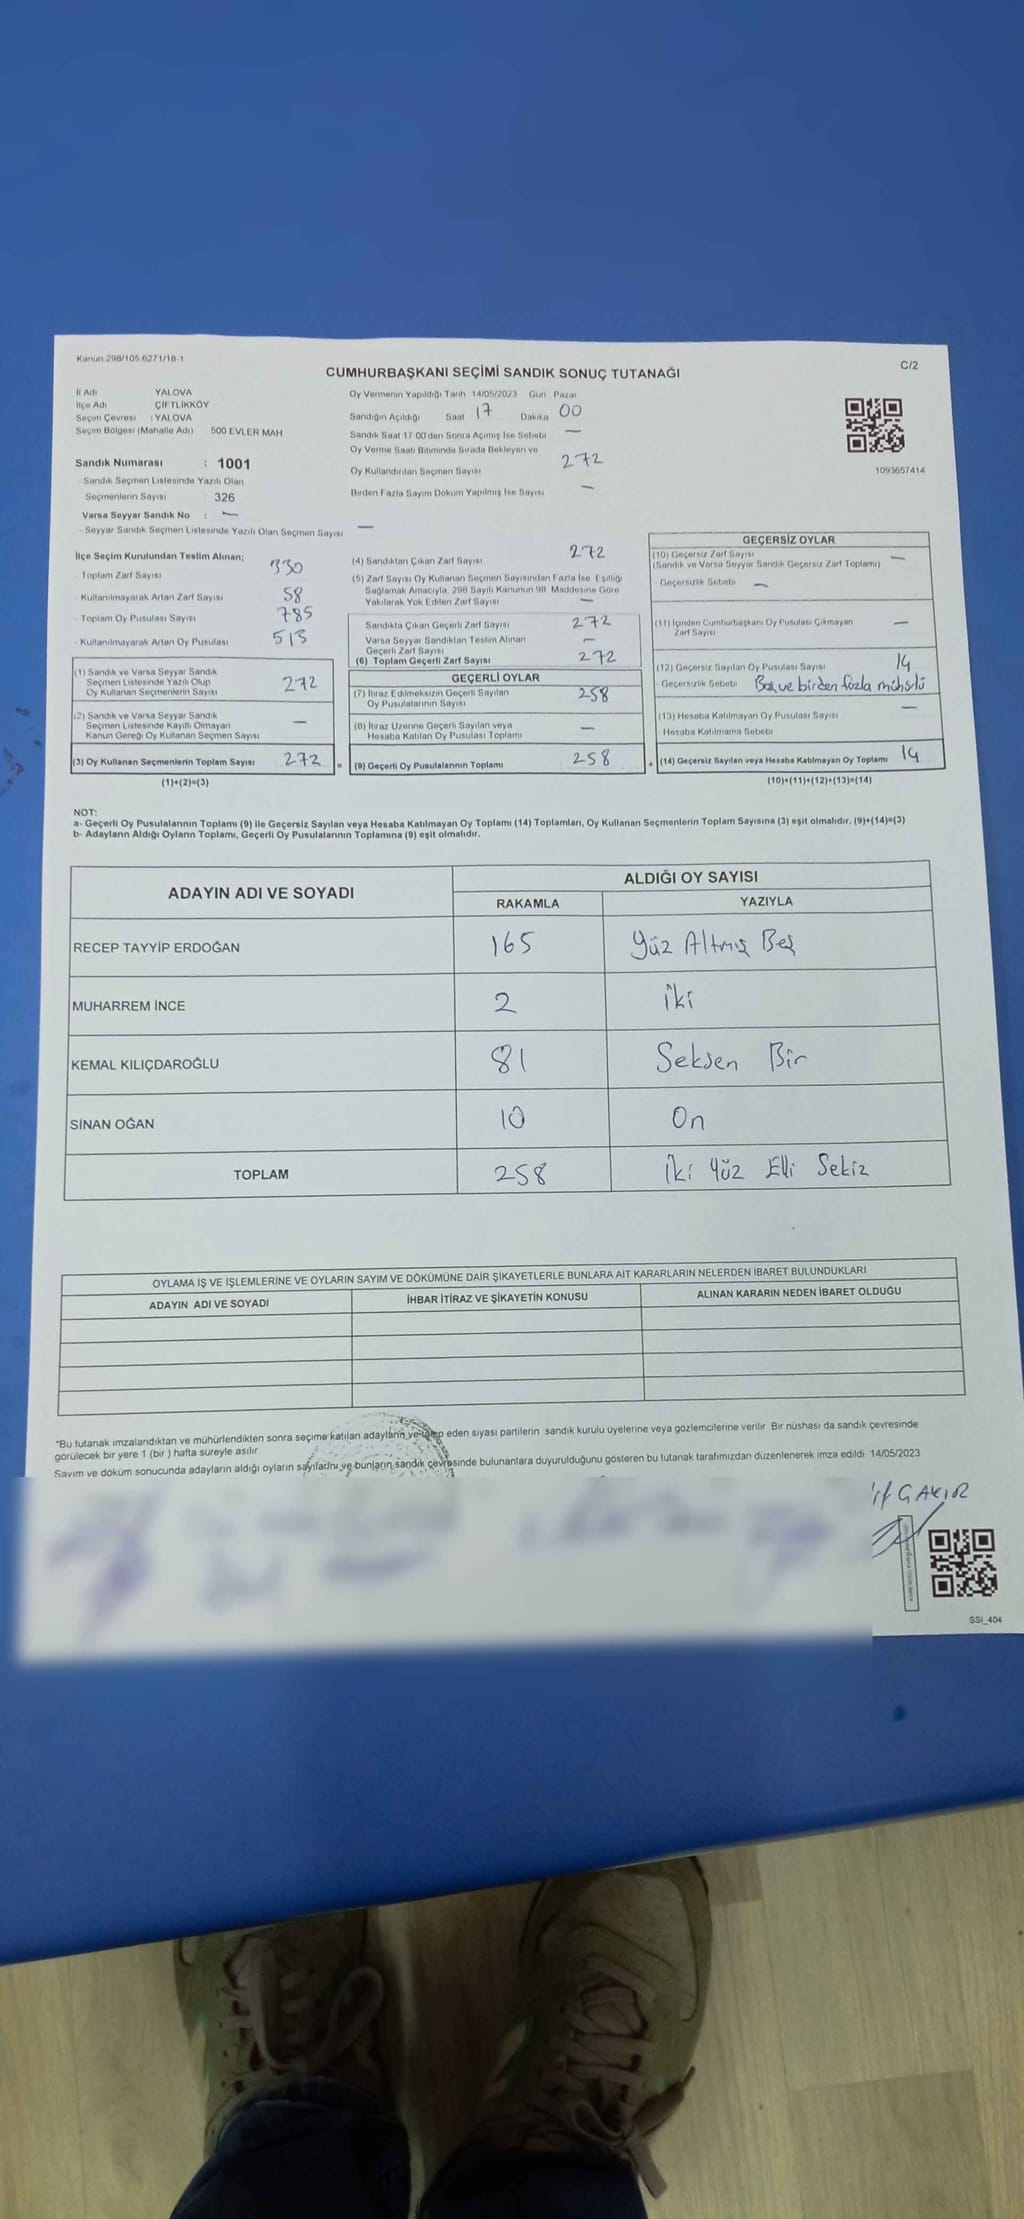 Kanun.298/105.6271/18-1
C/2
CUMHURBAŞKANI SEÇİMİ SANDIK SONUÇ TUTANAĞI
İl Adı YALOVA
İlçe Adı ÇİFTLİKKÖY
Seçim Çevresi : YALOVA
Seçim Bölgesi (Mahalle Adı) 500 EVLER MAH
Sandık Numarası : 1001
- Sandık Seçmen Listesinde Yazılı Olan
Seçmenlerin Sayısı : 326
Varsa Seyyar Sandık No : —
- Seyyar Sandık Seçmen Listesinde Yazılı Olan Seçmen Sayısı —
Oy Vermenin Yapıldığı Tarih 14/05/2023 Gün Pazar
Sandığın Açıldığı Saat 17 Dakika 00
Sandık Saat 17 00'den Sonra Açımış İse Sebebi —
Oy Verme Saati Bitiminde Sırada Bekleyen ve
Oy Kullandırılan Seçmen Sayısı 272
Birden Fazla Sayım Döküm Yapılmış İse Sayısı —
1093657414
İlçe Seçim Kurulundan Teslim Alınan;
- Toplam Zarf Sayısı 330
- Kullanılmayarak Artan Zarf Sayısı 58
- Toplam Oy Pusulası Sayısı 785
- Kullanılmayarak Artan Oy Pusulası 513
(1) Sandık ve Varsa Seyyar Sandık
Seçmen Listesinde Yazılı Olup
Oy Kullanan Seçmenlerin Sayısı 272
(2) Sandık ve Varsa Seyyar Sandık
Seçmen Listesinde Kayıtlı Olmayan
Kanun Gereği Oy Kullanan Seçmen Sayısı —
(3) Oy Kullanan Seçmenlerin Toplam Sayısı 272 =
(1)+(2)=(3)
(4) Sandıktan Çıkan Zarf Sayısı 272
(5) Zarf Sayısı Oy Kullanan Seçmen Sayısından Fazla İse Eşitliği
Sağlamak Amacıyla, 298 Sayılı Kanunun 98. Maddesine Göre
Yakılarak Yok Edilen Zarf Sayısı —
Sandıkta Çıkan Geçerli Zarf Sayısı 272
Varsa Seyyar Sandıktan Teslim Alınan
Geçerli Zarf Sayısı —
(6) Toplam Geçerli Zarf Sayısı 272
GEÇERLİ OYLAR
(7) İtiraz Edilmeksizin Geçerli Sayılan
Oy Pusulalarının Sayısı 258
(8) İtiraz Üzerine Geçerli Sayılan veya
Hesaba Katılan Oy Pusulası Toplamı —
(9) Geçerli Oy Pusulalarının Toplamı 258 +
GEÇERSİZ OYLAR
(10) Geçersiz Zarf Sayısı —
(Sandık ve Varsa Seyyar Sandık Geçersiz Zarf Toplamı)
- Geçersizlik Sebebi —
(11) İçinden Cumhurbaşkanı Oy Pusulası Çıkmayan
Zarf Sayısı —
(12) Geçersiz Sayılan Oy Pusulası Sayısı 14
- Geçersizlik Sebebi Boş ve birden fazla mühürlü
(13) Hesaba Katılmayan Oy Pusulası Sayısı —
- Hesaba Katılmama Sebebi
(14) Geçersiz Sayılan veya Hesaba Katılmayan Oy Toplamı 14
(10)+(11)+(12)+(13)=(14)
NOT:
a- Geçerli Oy Pusulalarının Toplamı (9) ile Geçersiz Sayılan veya Hesaba Katılmayan Oy Toplamı (14) Toplamları, Oy Kullanan Seçmenlerin Toplam Sayısına (3) eşit olmalıdır. (9)+(14)=(3)
b- Adayların Aldığı Oyların Toplamı, Geçerli Oy Pusulalarının Toplamına (9) eşit olmalıdır.
ADAYIN ADI VE SOYADI ALDIĞI OY SAYISI
RAKAMLA YAZIYLA
RECEP TAYYİP ERDOĞAN 165 Yüz Altmış Beş
MUHARREM İNCE 2 İki
KEMAL KILIÇDAROĞLU 81 Seksen Bir
SİNAN OĞAN 10 On
TOPLAM 258 İki Yüz Elli Sekiz
OYLAMA İŞ VE İŞLEMLERİNE VE OYLARIN SAYIM VE DÖKÜMÜNE DAİR ŞİKAYETLERLE BUNLARA AİT KARARLARIN NELERDEN İBARET BULUNDUKLARI
ADAYIN ADI VE SOYADI İHBAR İTİRAZ VE ŞİKAYETİN KONUSU ALINAN KARARIN NEDEN İBARET OLDUĞU
"Bu tutanak imzalandıktan ve mühürlendikten sonra seçime katılan adayların ve talep eden siyasi partilerin sandık kurulu üyelerine veya gözlemcilerine verilir. Bir nüshası da sandık çevresinde
görülecek bir yere 1 (bir ) hafta süreyle asılır.
Sayım ve döküm sonucunda adayların aldığı oyların sayılarını ve bunların sandık çevresinde bulunanlara duyurulduğunu gösteren bu tutanak tarafımızdan düzenlenerek imza edildi 14/05/2023
ÇAKIR
SSI_404